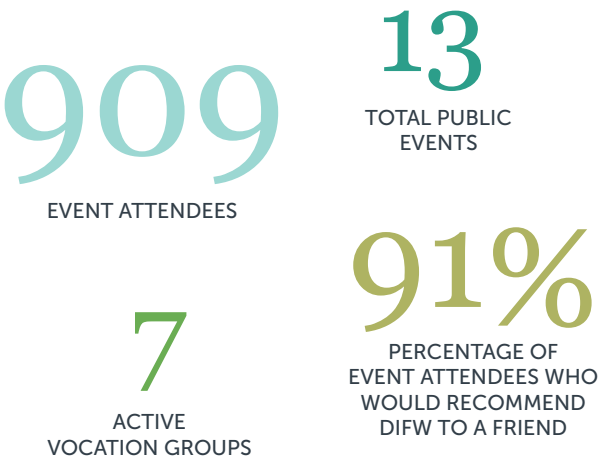 909
EVENT ATTENDEES
13
TOTAL PUBLIC
EVENTS
7
ACTIVE
VOCATION GROUPS
91%
PERCENTAGE OF
EVENT ATTENDEES WHO
WOULD RECOMMEND
DIFW TO A FRIEND